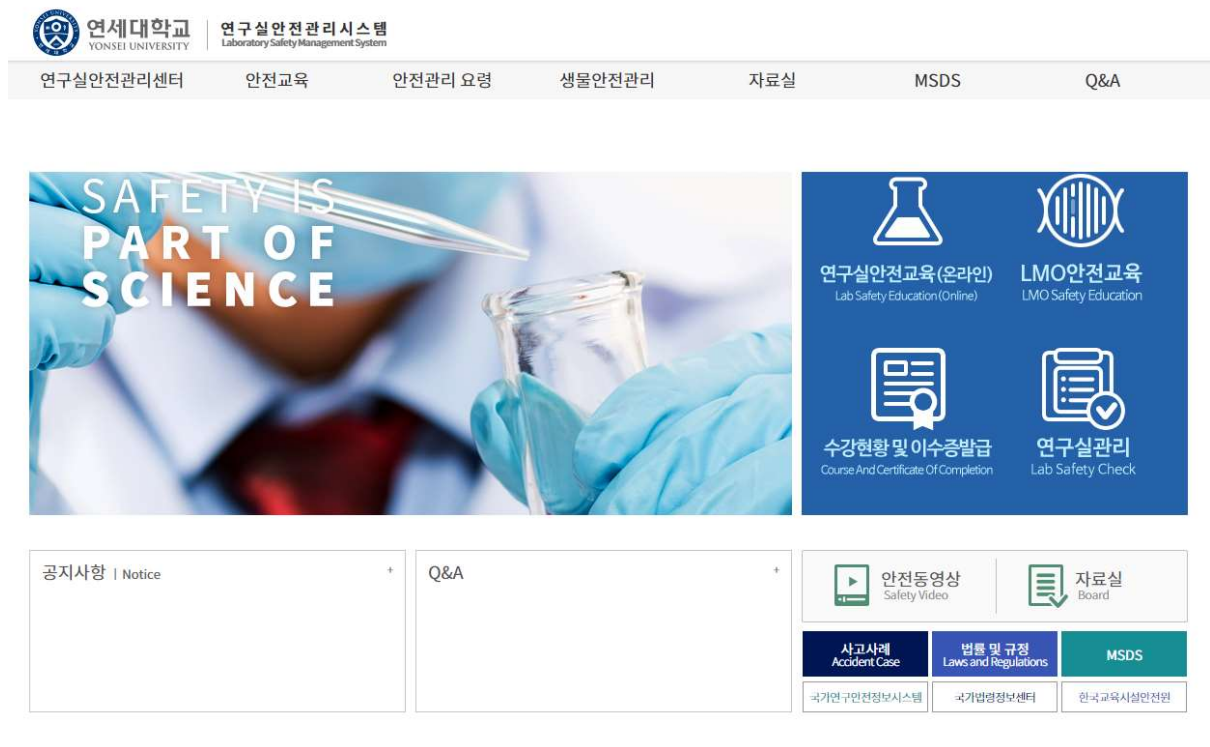 연세대학교
YONSEI UNIVERSITY
연구실안전관리시스템
Laboratory Safety Management System
연구실안전관리센터
안전교육
안전관리 요령
생물안전관리
자료실
MSDS
Q&A
SAFETY IS
PART OF
SCIENCE
연구실안전교육(온라인)
Lab Safety Education (Online)
LMO안전교육
LMO Safety Education
수강현황 및 이수증발급
Course And Certificate Of Completion
연구실관리
Lab Safety Check
공지사항 | Notice
+
Q&A
+
안전동영상
Safety Video
자료실
Board
사고사례
Accident Case
법률 및 규정
Laws and Regulations
MSDS
국가연구안전정보시스템
국가법령정보센터
한국교육시설안전원